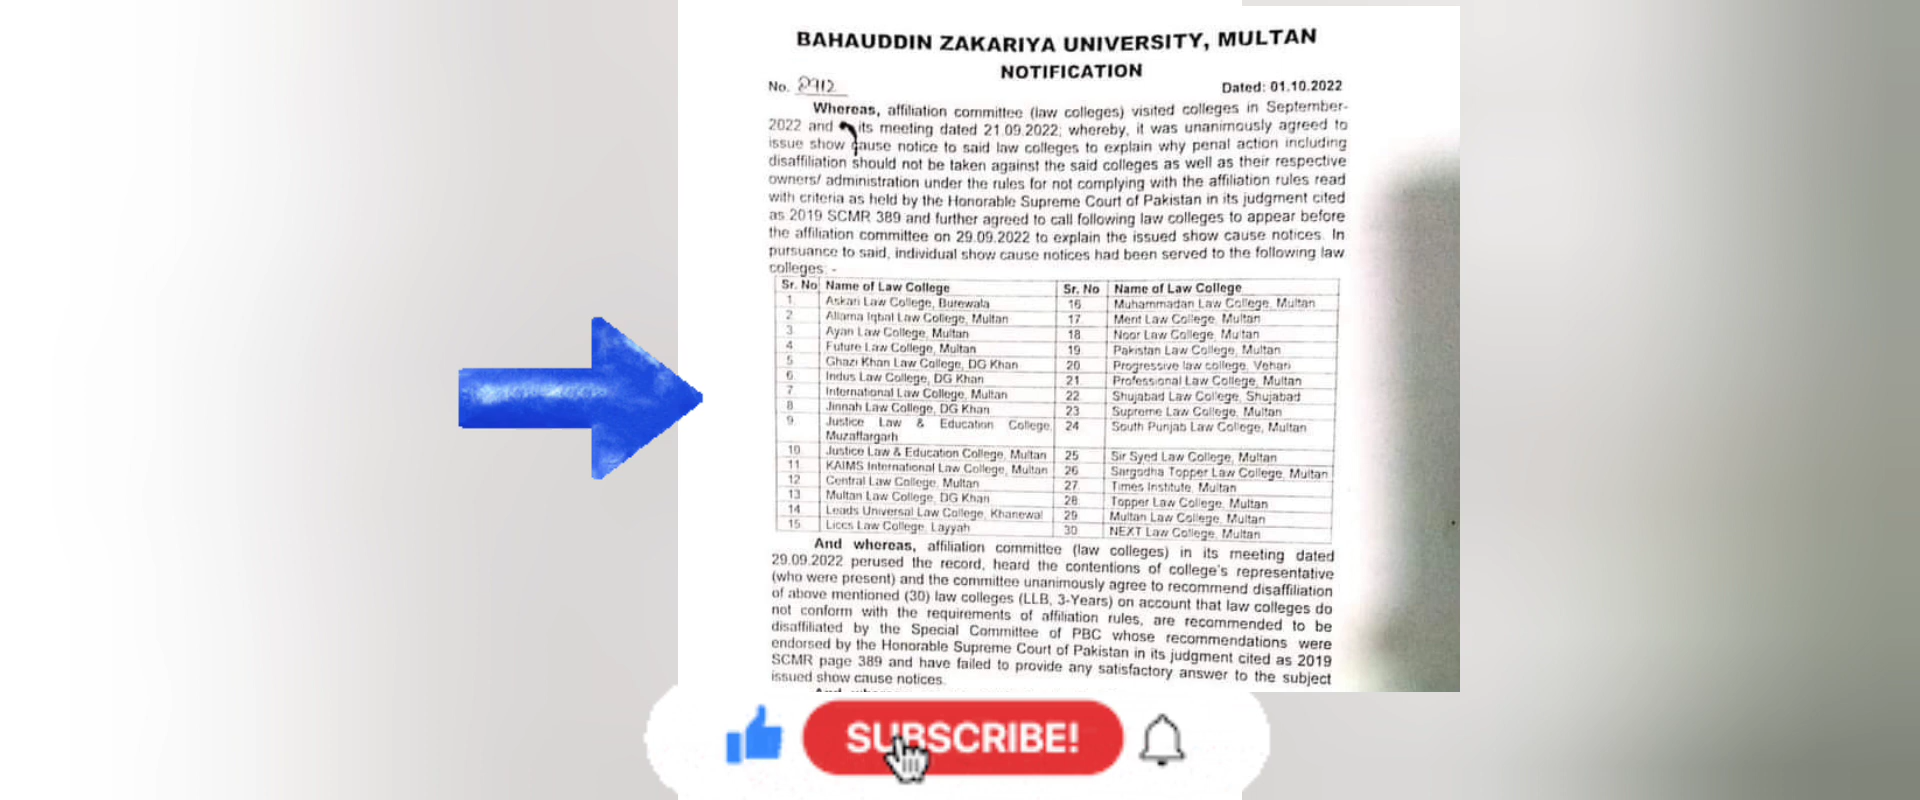 BAHAUDDIN ZAKARIYA UNIVERSITY, MULTAN
NOTIFICATION
No. 8912 Dated: 01.10.2022
Whereas, affiliation committee (law colleges) visited colleges in September-
2022 and its meeting dated 21.09.2022; whereby, it was unanimously agreed to
issue show cause notice to said law colleges to explain why penal action including
disaffiliation should not be taken against the said colleges as well as their respective
owners/ administration under the rules for not complying with the affiliation rules read
with criteria as held by the Honorable Supreme Court of Pakistan in its judgment cited
as 2019 SCMR 389 and further agreed to call following law colleges to appear before
the affiliation committee on 29.09.2022 to explain the issued show cause notices. In
pursuance to said, individual show cause notices had been served to the following law
colleges: -
Sr. No Name of Law College Sr. No Name of Law College
1. Askari Law College, Burewala 16 Muhammadan Law College, Multan
2 Allama Iqbal Law College, Multan 17 Merit Law College, Multan
3 Ayan Law College, Multan 18 Noor Law College, Multan
4 Future Law College, Multan 19 Pakistan Law College, Multan
5 Ghazi Khan Law College, DG Khan 20 Progressive law college, Vehari
6. Indus Law College, DG Khan 21 Professional Law College, Multan
7 International Law College, Multan 22 Shujabad Law College, Shujabad
8 Jinnah Law College, DG Khan 23 Supreme Law College, Multan
9 Justice Law & Education College, 24 South Punjab Law College, Multan
Muzaffargarh
10 Justice Law & Education College, Multan 25 Sir Syed Law College, Multan
11 KAIMS International Law College, Multan 26 Sargodha Topper Law College, Multan
12 Central Law College, Multan 27 Times Institute, Multan
13 Multan Law College, DG Khan 28 Topper Law College, Multan
14 Leads Universal Law College, Khanewal 29 Multan Law College, Multan
15 Law College, Layyah 30 NEXT Law College, Multan
And whereas, affiliation committee (law colleges) in its meeting dated
29.09.2022 perused the record, heard the contentions of college's representative
(who were present) and the committee unanimously agree to recommend disaffiliation
of above mentioned (30) law colleges (LLB, 3-Years) on account that law colleges do
not conform with the requirements of affiliation rules, are recommended to be
disaffiliated by the Special Committee of PBC whose recommendations were
endorsed by the Honorable Supreme Court of Pakistan in its judgment cited as 2019
SCMR page 389 and have failed to provide any satisfactory answer to the subject
issued show cause notices.
SUBSCRIBE!